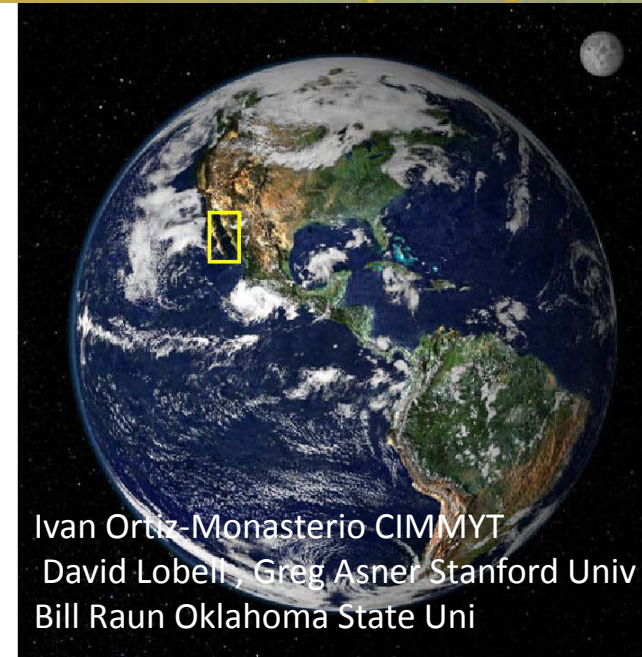 Ivan Ortiz-Monasterio CIMMYT
David Lobell , Greg Asner Stanford Univ
Bill Raun Oklahoma State Uni